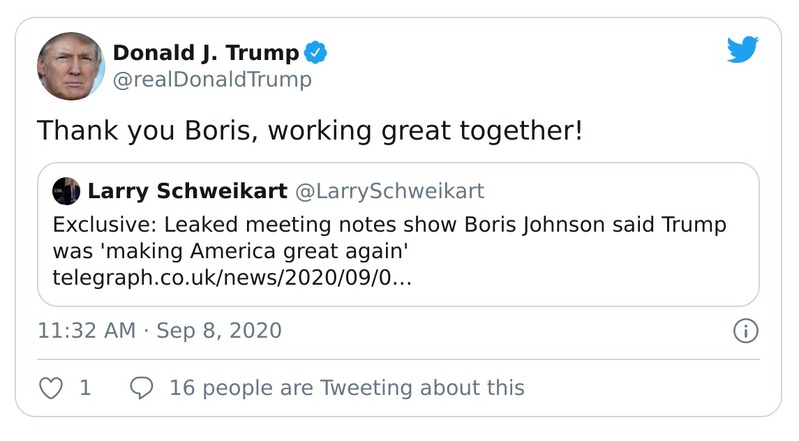 Donald J. Trump
@realDonaldTrump
Thank you Boris, working great together!
Larry Schweikart @LarrySchweikart
Exclusive: Leaked meeting notes show Boris Johnson said Trump
was 'making America great again'
telegraph.co.uk/news/2020/09/0…
11:32 AM · Sep 8, 2020
1 16 people are Tweeting about this